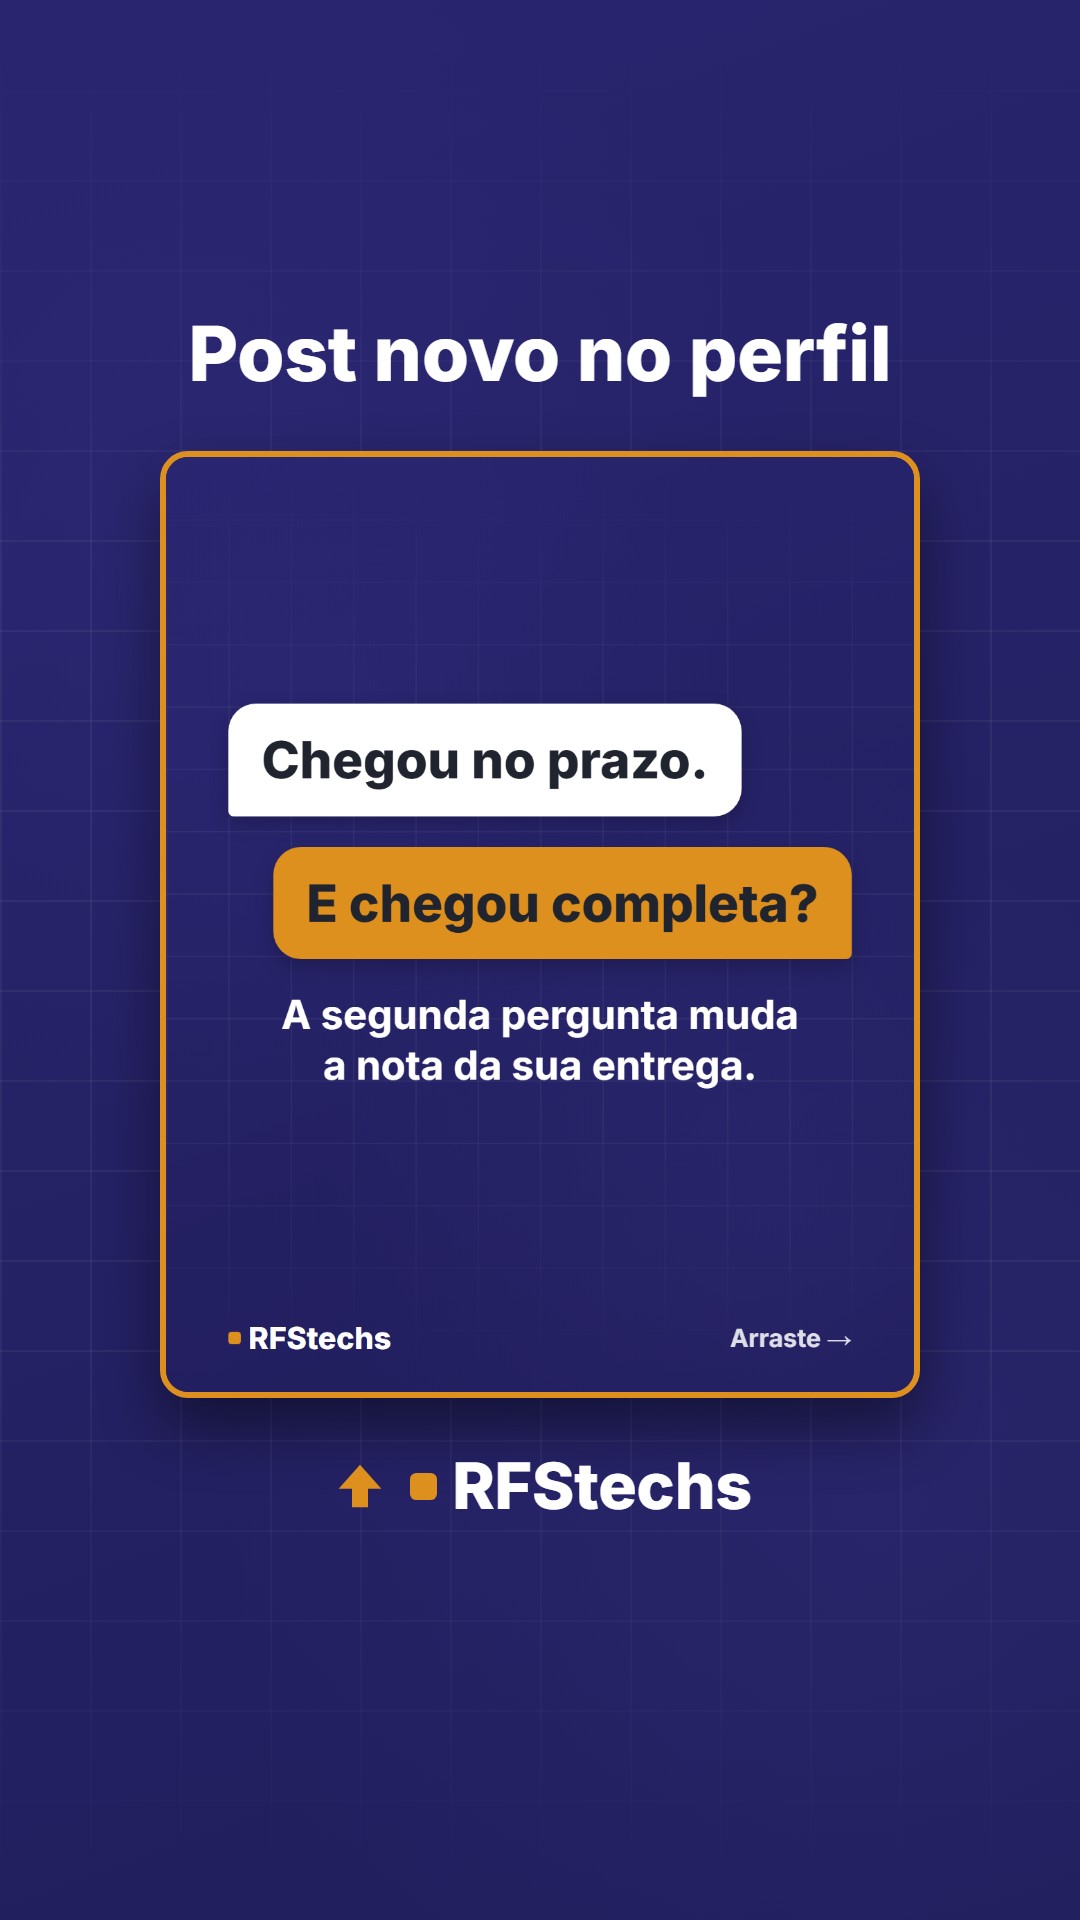 Post novo no perfil
Chegou no prazo.
E chegou completa?
A segunda pergunta muda
a nota da sua entrega.
RFStechs
Arraste →
RFStechs